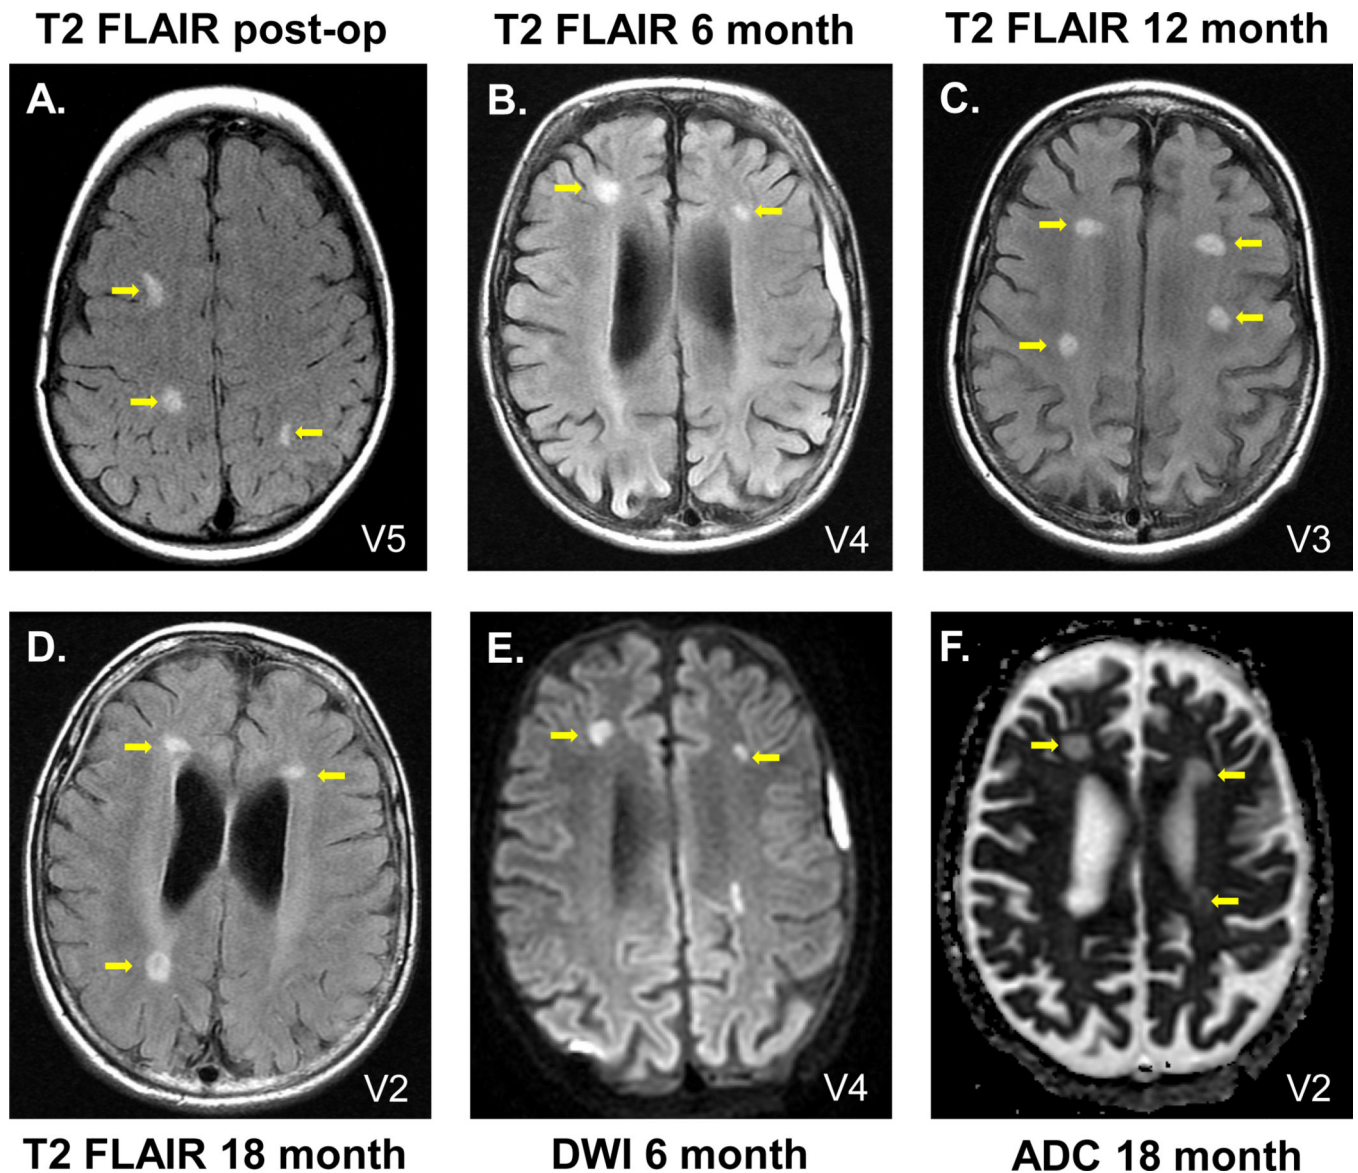 T2 FLAIR post-op
T2 FLAIR 6 month
T2 FLAIR 12 month
A.
B.
C.
V5
V4
V3
D.
E.
F.
V2
V4
V2
T2 FLAIR 18 month
DWI 6 month
ADC 18 month